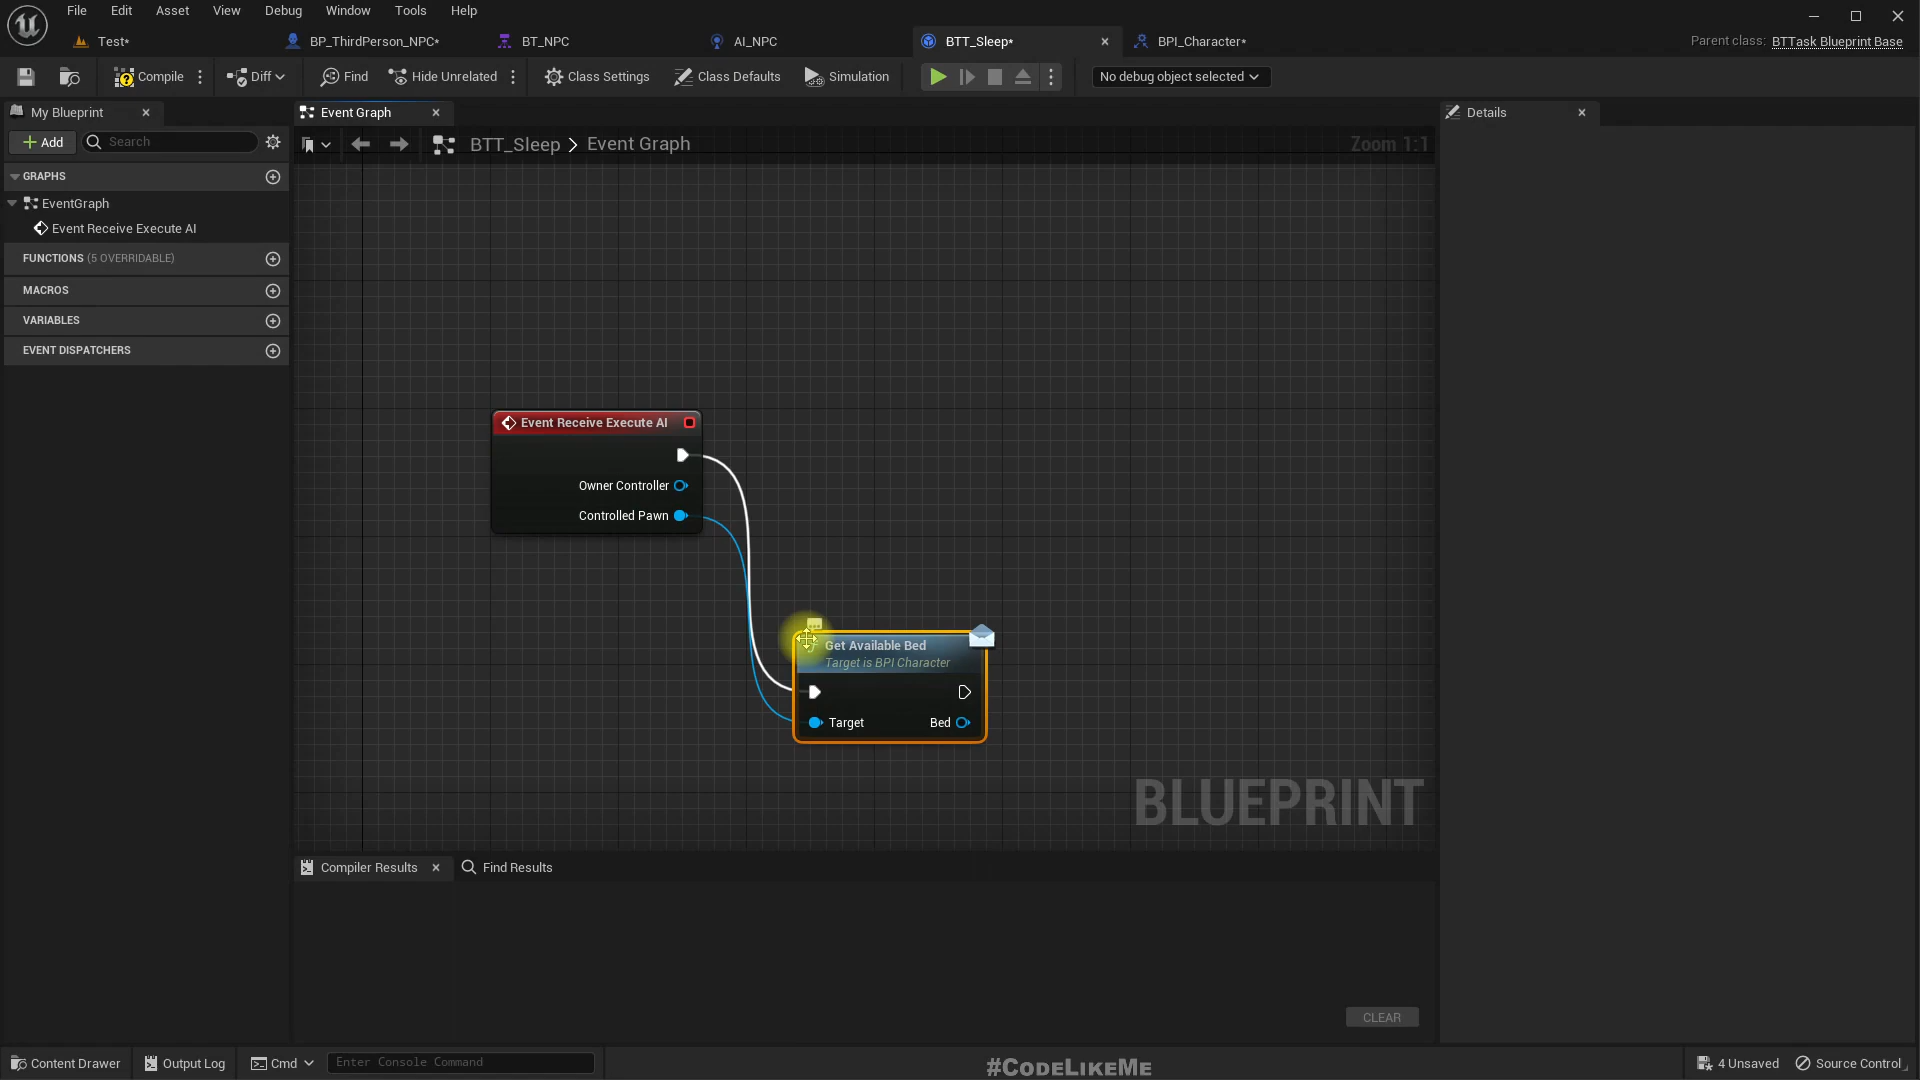 File Edit Asset View Debug Window Tools Help
Test* BP_ThirdPerson_NPC* BT_NPC AI_NPC BTT_Sleep* BPI_Character* Parent class: BTTask Blueprint Base
Compile Diff Find Hide Unrelated Class Settings Class Defaults Simulation No debug object selected
My Blueprint Event Graph Details
Add Search BTT_Sleep > Event Graph Zoom 1:1
GRAPHS
EventGraph
Event Receive Execute AI
FUNCTIONS (5 OVERRIDABLE)
MACROS
VARIABLES
EVENT DISPATCHERS
Event Receive Execute AI
Owner Controller
Controlled Pawn
Get Available Bed
Target is BPI Character
Target Bed
BLUEPRINT
Compiler Results Find Results
CLEAR
Content Drawer Output Log Cmd Enter Console Command #CodeLikeMe 4 Unsaved Source Control